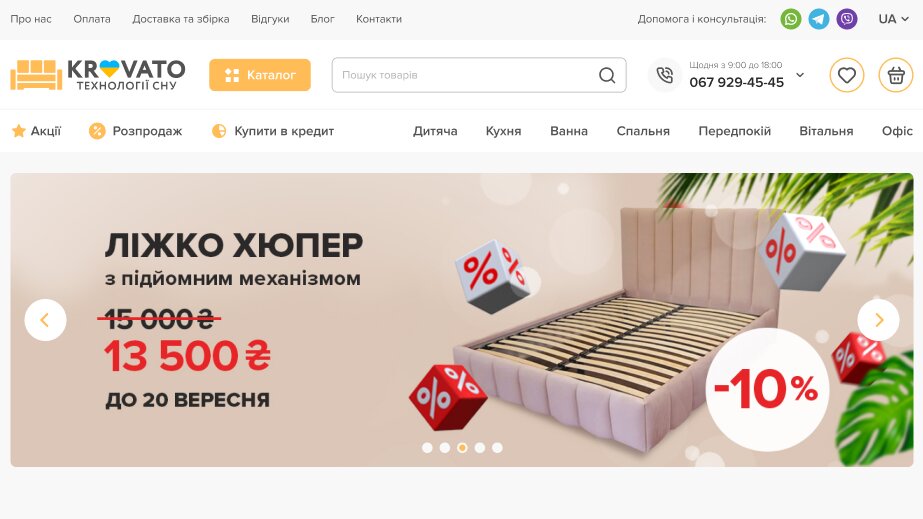 Про нас Оплата Доставка та збірка Відгуки Блог Контакти Допомога і консультація: UA
KROVATO
ТЕХНОЛОГІЇ СНУ
Каталог
Пошук товарів
Щодня з 9:00 до 18:00
067 929-45-45
Акції Розпродаж Купити в кредит Дитяча Кухня Ванна Спальня Передпокій Вітальня Офіс
ЛІЖКО ХЮПЕР
з підйомним механізмом
15 000 ₴
13 500 ₴
ДО 20 ВЕРЕСНЯ
-10 %
%
%
%
%